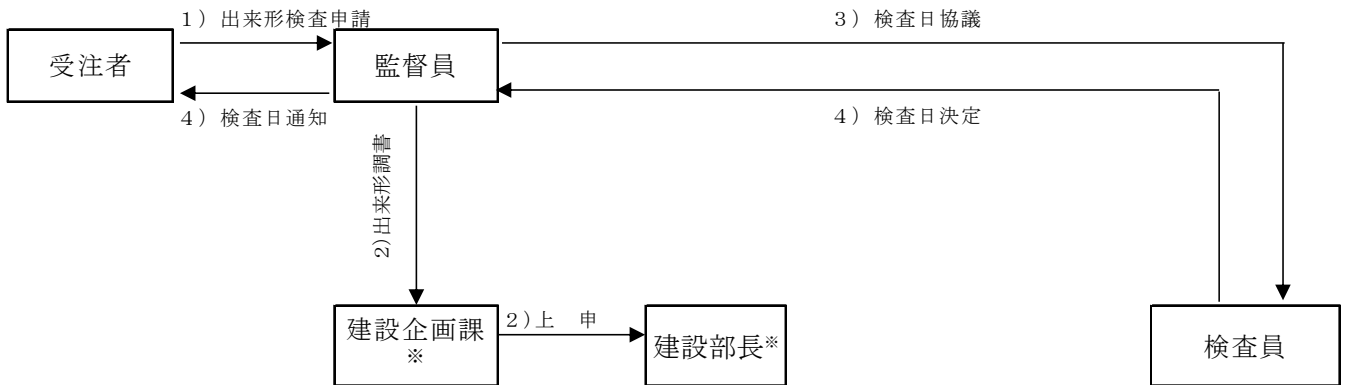 1）出来形検査申請
3）検査日協議
受注者
監督員
4）検査日通知
4）検査日決定
2)出来形調書
建設企画課
※
2)上　申
建設部長※
検査員